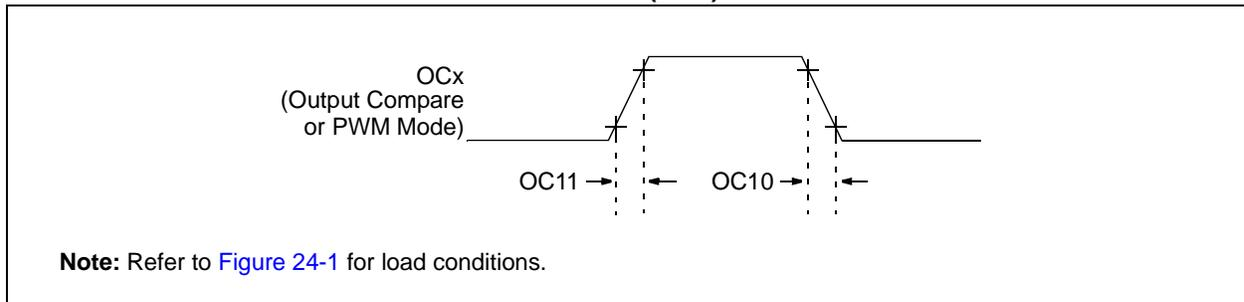 OCx
(Output Compare
or PWM Mode)
OC11 OC10
Note: Refer to Figure 24-1 for load conditions.